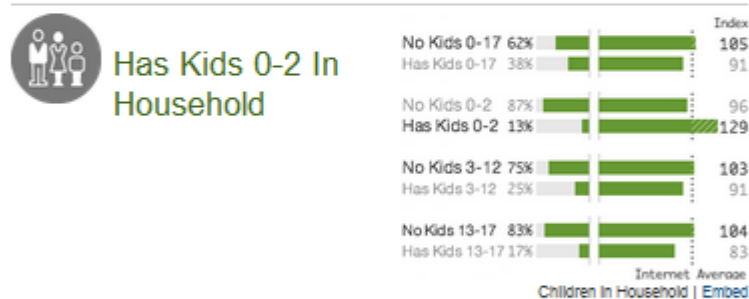 Index
Has Kids 0-2 In
Household
No Kids 0-17 62% 105
Has Kids 0-17 38% 91
No Kids 0-2 87% 96
Has Kids 0-2 13% 129
No Kids 3-12 75% 103
Has Kids 3-12 25% 91
No Kids 13-17 83% 104
Has Kids 13-17 17% 83
Internet Average
Children in Household | Embed